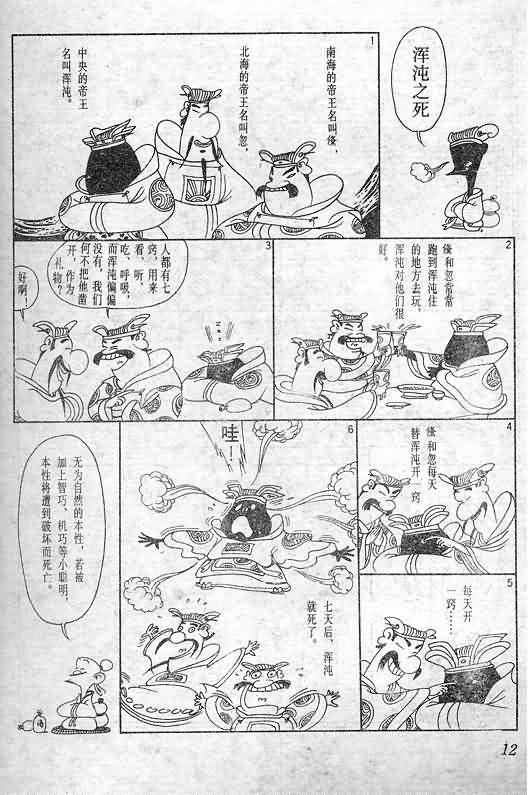 浑沌之死
1
南海的帝王名叫倏，
北海的帝王名叫忽，
中央的帝王
名叫浑沌。
2
倏和忽常常
跑到浑沌住
的地方去玩，
浑沌对他们很
好。
3
人都有七
窍，用来
看，听，
吃，呼吸，
而浑沌偏偏
没有，我们
何不把他凿
开，作为
礼物？
好啊！
4
倏和忽每天
替浑沌开一窍
5
每天开
一窍……
6
哇！
七天后，浑沌
就死了。
无为自然的本性，若被
加上智巧、机巧等小聪明，
本性将遭到破坏而死亡。
12